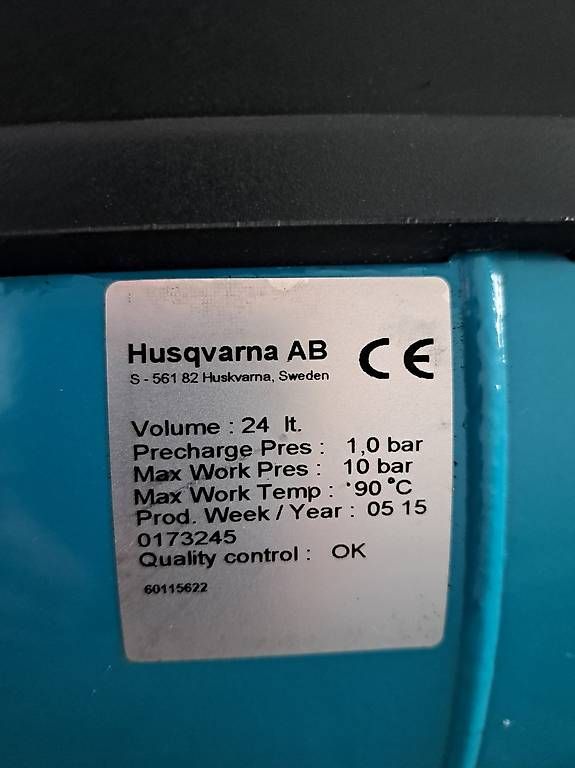 Husqvarna AB
CE
S - 561 82 Huskvarna, Sweden
Volume : 24 lt.
Precharge Pres : 1,0 bar
Max Work Pres : 10 bar
Max Work Temp : 90 °C
Prod. Week / Year : 05 15
0173245
Quality control : OK
60115622